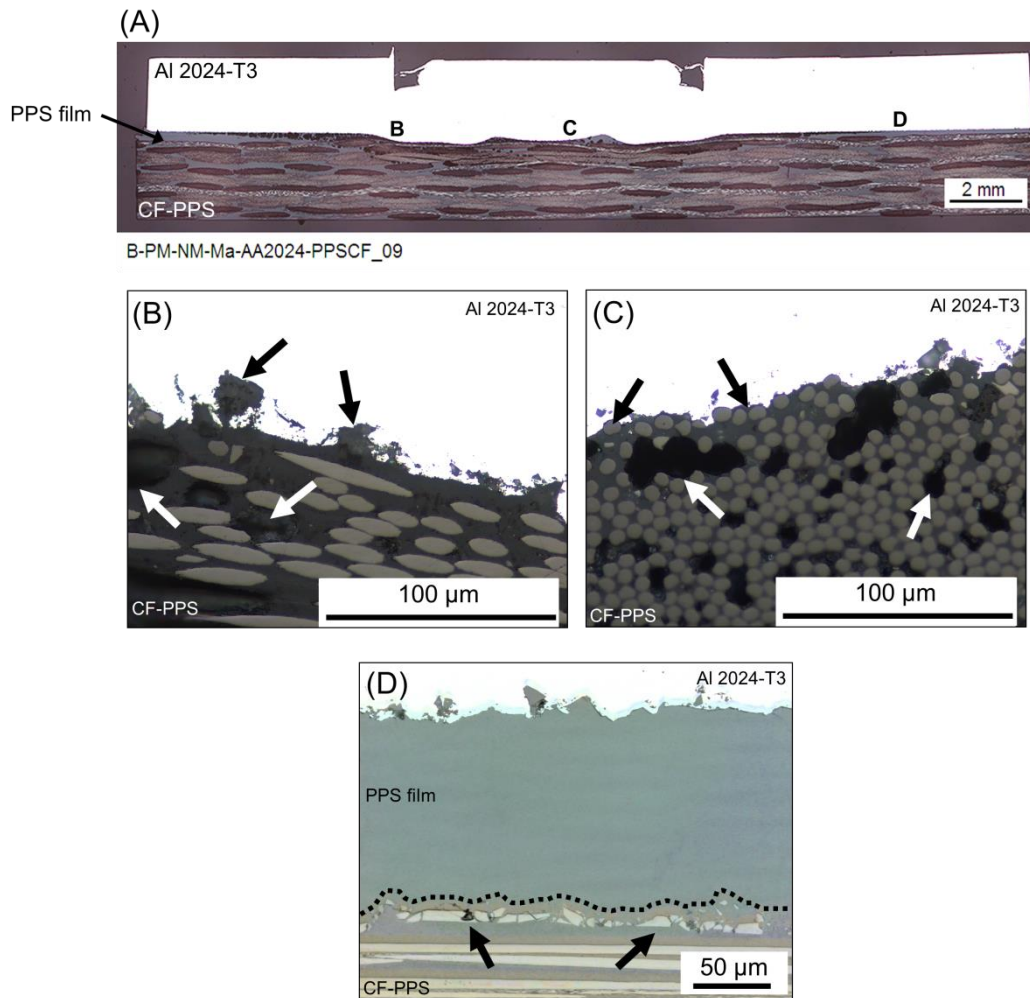 (A)
Al 2024-T3
PPS film
B
C
D
CF-PPS
2 mm
B-PM-NM-Ma-AA2024-PPSCF_09
(B)
Al 2024-T3
CF-PPS
100 µm
(C)
Al 2024-T3
CF-PPS
100 µm
(D)
Al 2024-T3
PPS film
CF-PPS
50 µm